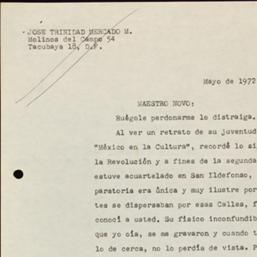 JOSE TRINIDAD MERCADO M.
Molinos del Campo 54
Tacubaya 18, D.F.
Mayo de 1972
MAESTRO NOVO:
Ruégole perdonarme lo distraiga.
Al ver un retrato de su juventud
"México en la Cultura", recordé lo si
la Revolución y a fines de la segunda
estuve acuartelado en San Ildefonso,
paratoria era única y muy ilustre por
tes se dispersaban por esas Calles, f
conocí a usted. Su físico inconfundib
que yo oía, se me gravaron y cuando t
lo de cerca, no lo perdía de vista. P